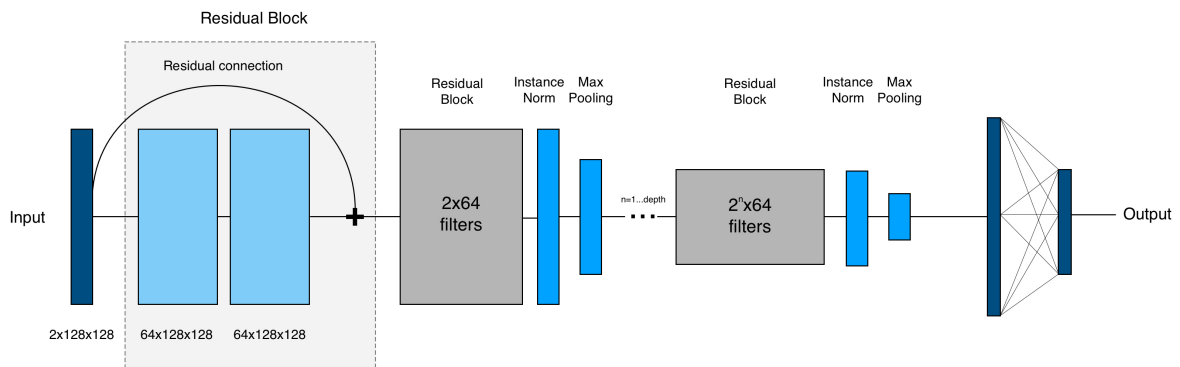 Residual Block
Residual connection
Residual
Block
Instance
Norm
Max
Pooling
Residual
Block
Instance
Norm
Max
Pooling
Input
2x64
filters
n=1...depth
2ⁿx64
filters
Output
2x128x128
64x128x128
64x128x128